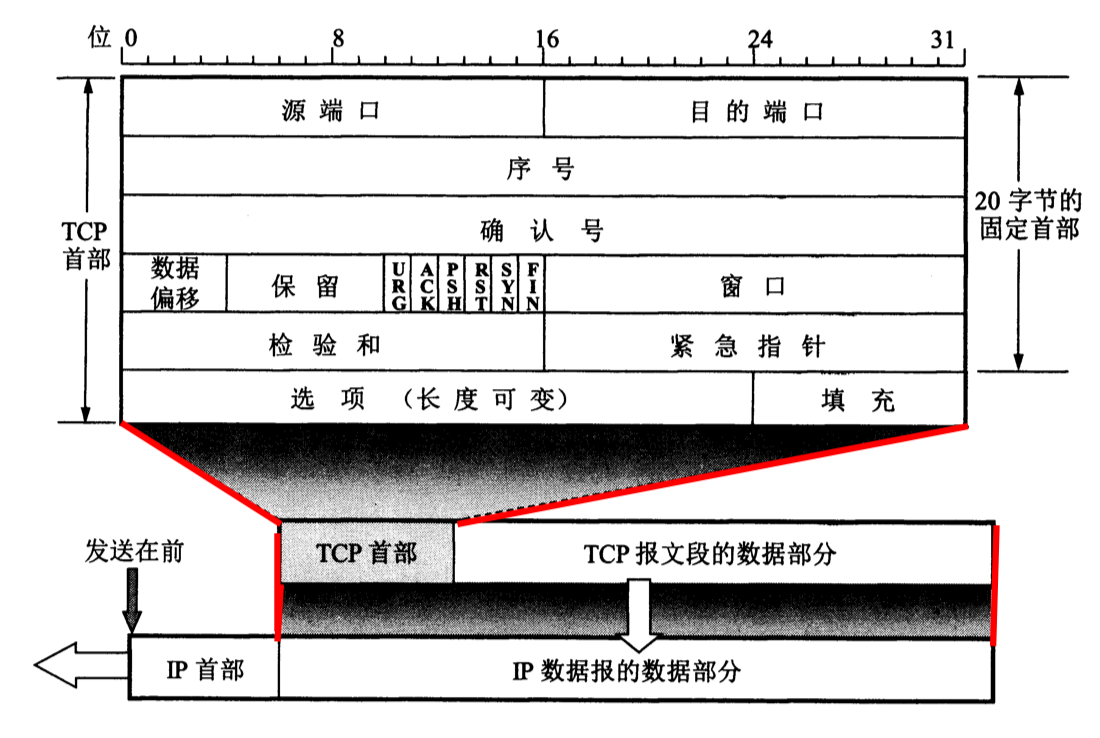 位 0 8 16 24 31
源端口 目的端口
序号
确认号
TCP
首部
20 字节的
固定首部
数据
偏移
保留
URG
ACK
PSH
RST
SYN
FIN
窗口
检验和 紧急指针
选项 (长度可变) 填充
发送在前
TCP 首部 TCP 报文段的数据部分
IP 首部 IP 数据报的数据部分